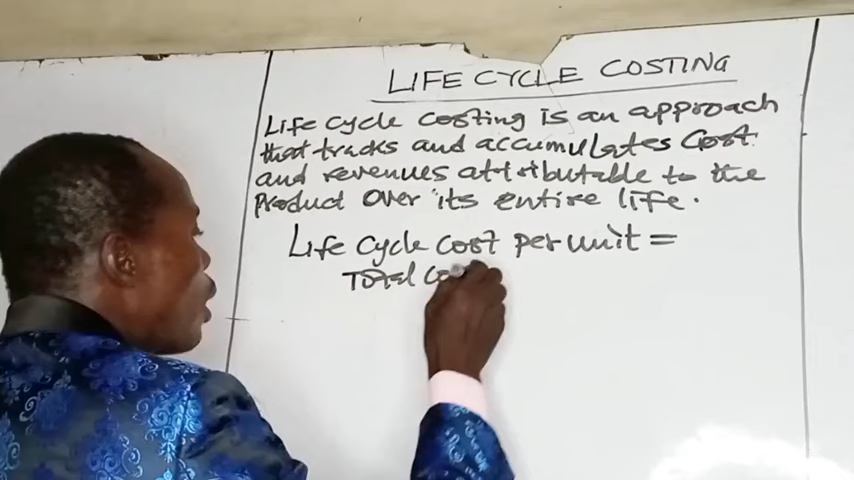 LIFE CYCLE COSTING
Life cycle costing is an approach
that tracks and accumulates cost
and revenues attributable to the
product over its entire life.
Life cycle cost per unit =
Total co